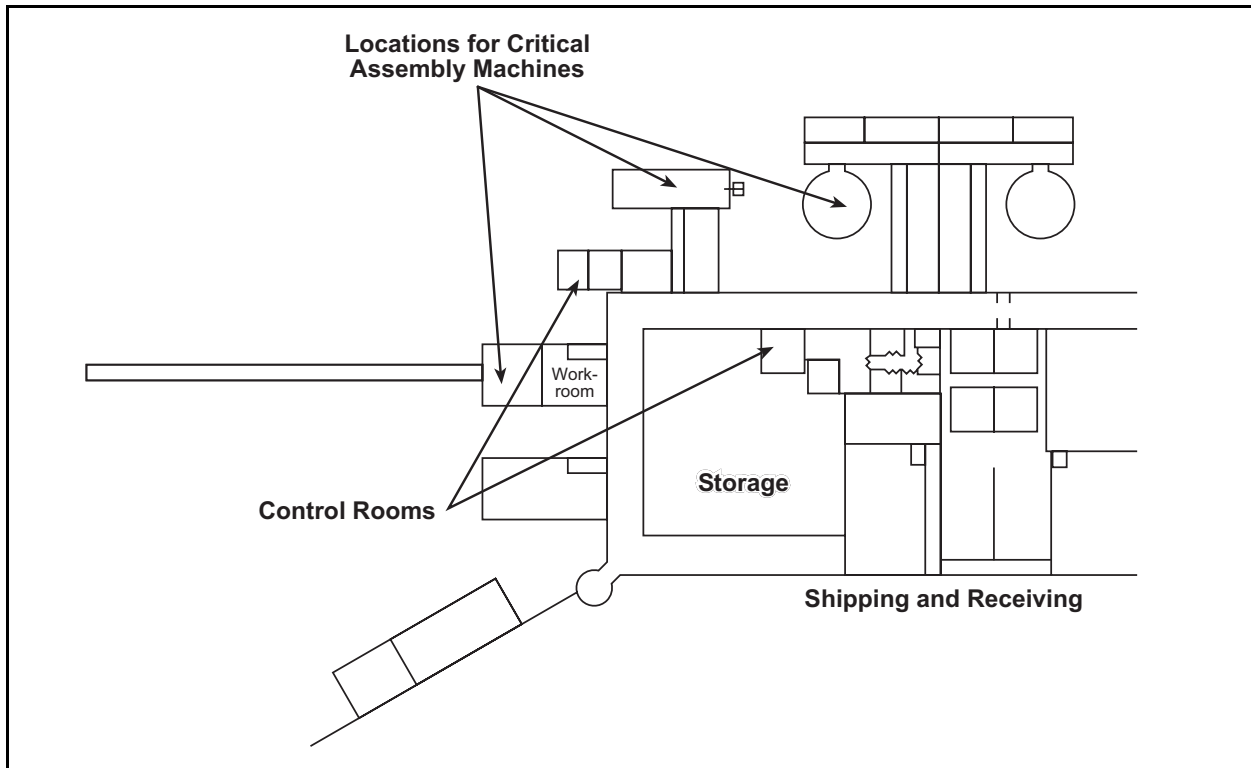 Locations for Critical
Assembly Machines
Work-
room
Storage
Control Rooms
Shipping and Receiving